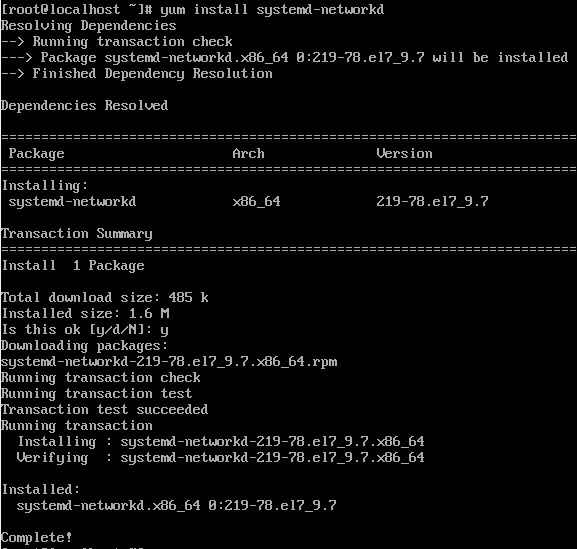 [root@localhost ~]# yum install systemd-networkd
Resolving Dependencies
--> Running transaction check
---> Package systemd-networkd.x86_64 0:219-78.el7_9.7 will be installed
--> Finished Dependency Resolution
Dependencies Resolved
================================================================================
Package Arch Version
================================================================================
Installing:
systemd-networkd x86_64 219-78.el7_9.7
Transaction Summary
================================================================================
Install 1 Package
Total download size: 485 k
Installed size: 1.6 M
Is this ok [y/d/N]: y
Downloading packages:
systemd-networkd-219-78.el7_9.7.x86_64.rpm
Running transaction check
Running transaction test
Transaction test succeeded
Running transaction
Installing : systemd-networkd-219-78.el7_9.7.x86_64
Verifying : systemd-networkd-219-78.el7_9.7.x86_64
Installed:
systemd-networkd.x86_64 0:219-78.el7_9.7
Complete!